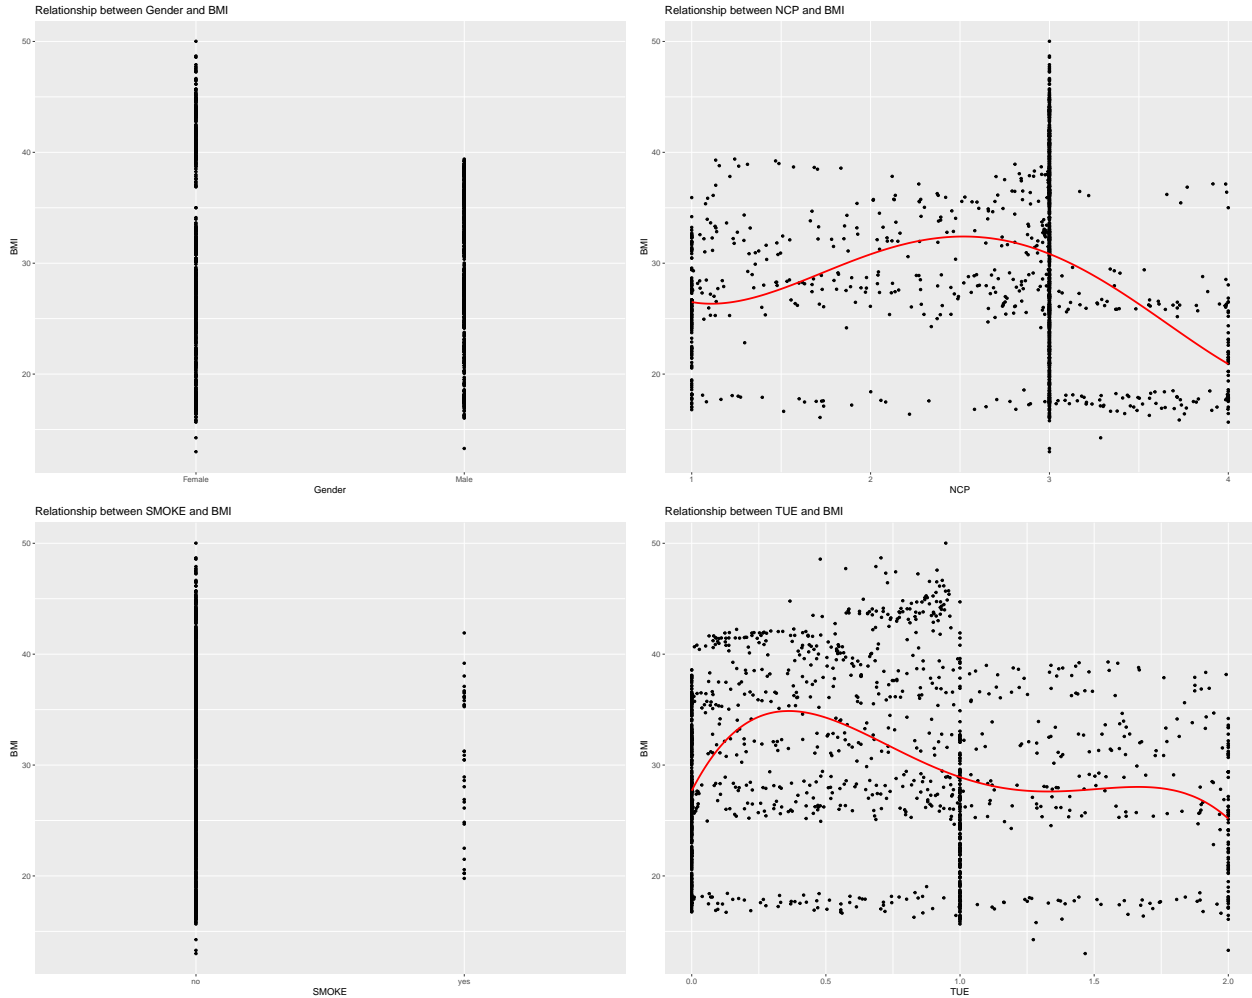 Relationship between Gender and BMI
50
40
30
20
BMI
Female
Male
Gender
Relationship between NCP and BMI
50
40
30
20
BMI
1
2
3
4
NCP
Relationship between SMOKE and BMI
50
40
30
20
BMI
no
yes
SMOKE
Relationship between TUE and BMI
50
40
30
20
BMI
0.0
0.5
1.0
1.5
2.0
TUE